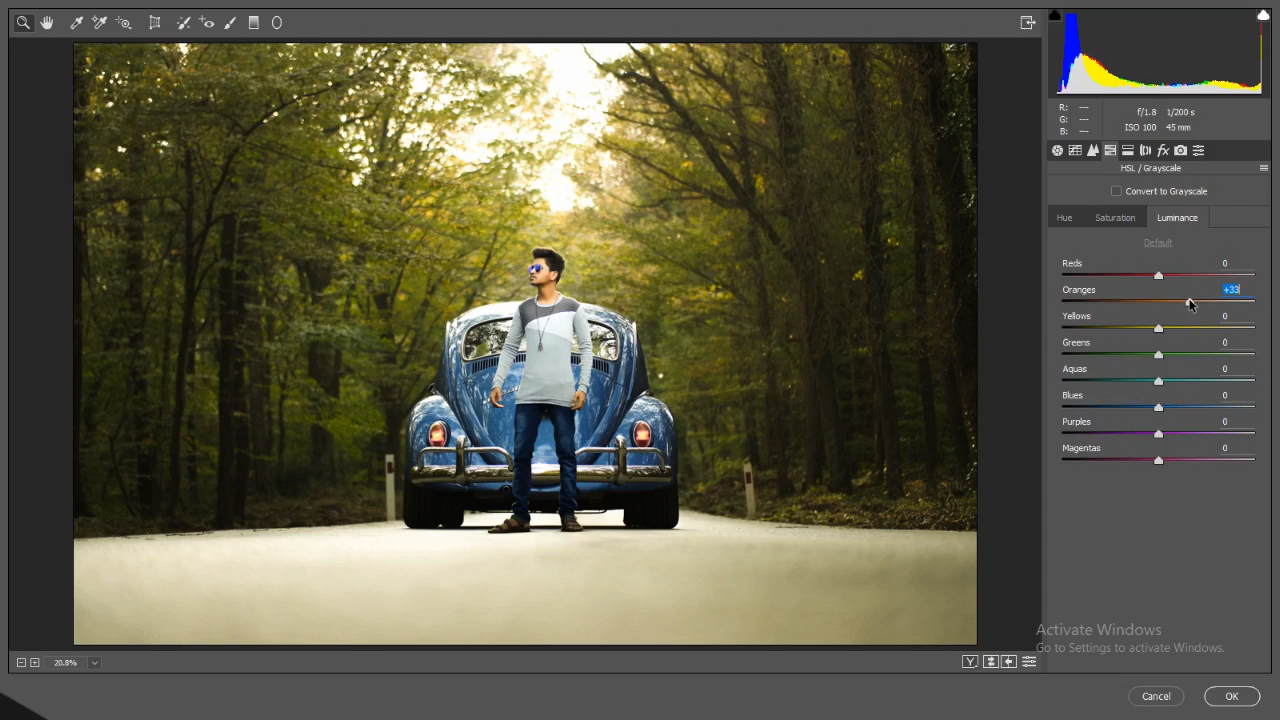 R: ---
G: ---
B: ---
f/1.8 1/200 s
ISO 100 45 mm
fx
HSL / Grayscale
Convert to Grayscale
Hue Saturation Luminance
Default
Reds 0
Oranges +33
Yellows 0
Greens 0
Aquas 0
Blues 0
Purples 0
Magentas 0
Activate Windows
Go to Settings to activate Windows.
20.8%
Y
Cancel OK